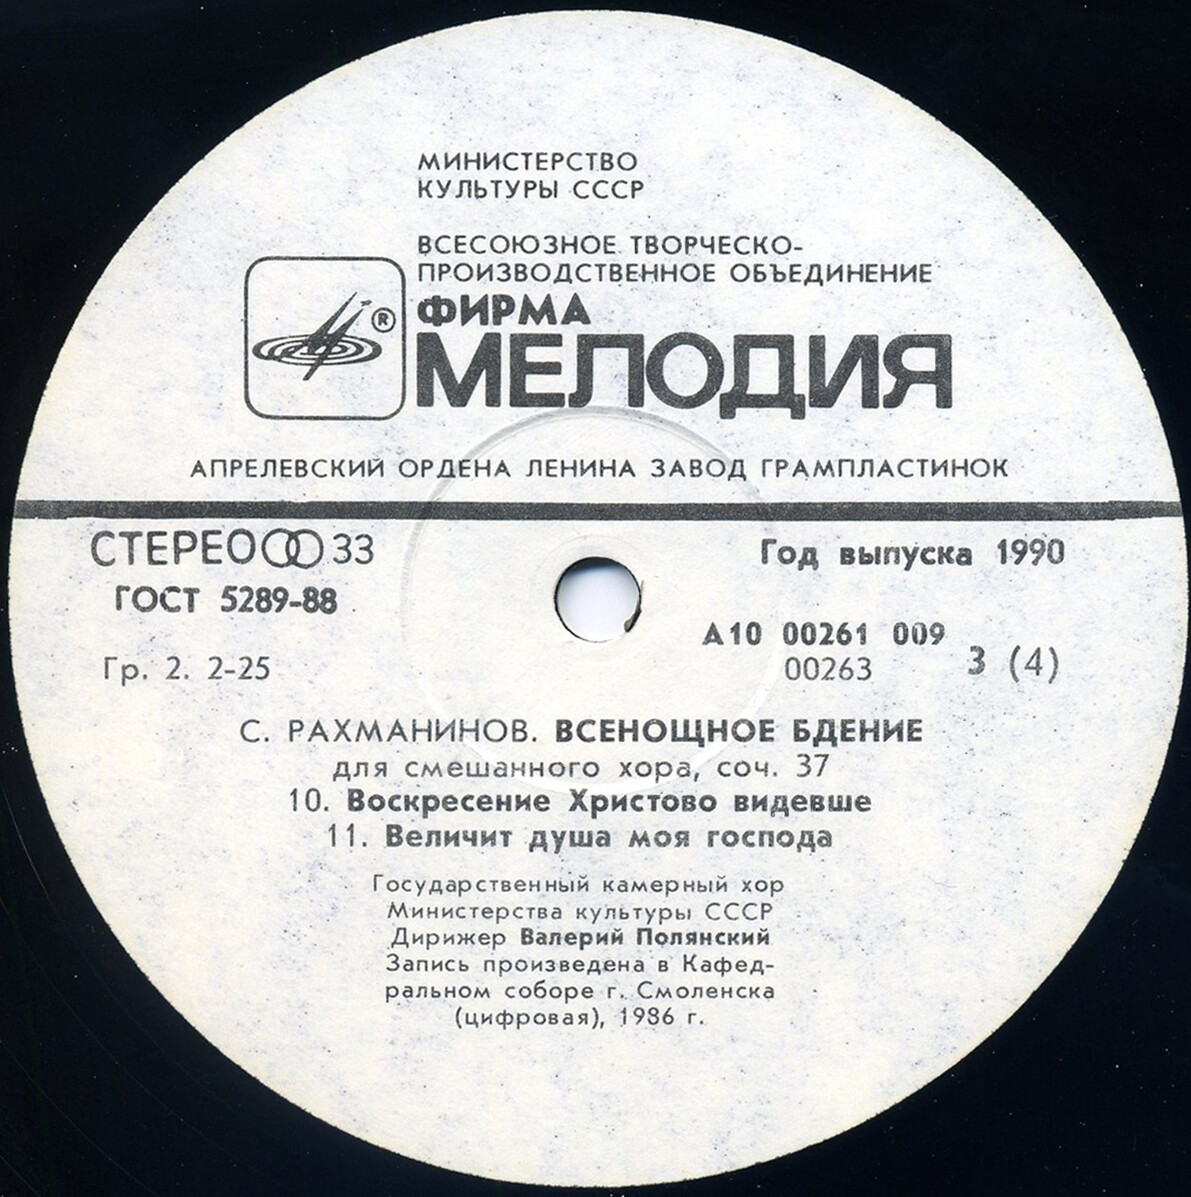 МИНИСТЕРСТВО
КУЛЬТУРЫ СССР
ВСЕСОЮЗНОЕ ТВОРЧЕСКО-
ПРОИЗВОДСТВЕННОЕ ОБЪЕДИНЕНИЕ
ФИРМА
®
МЕЛОДИЯ
АПРЕЛЕВСКИЙ ОРДЕНА ЛЕНИНА ЗАВОД ГРАМПЛАСТИНОК
СТЕРЕО 33
Год выпуска 1990
ГОСТ 5289-88
А10 00261 009
Гр. 2. 2-25
00263
3 (4)
С. РАХМАНИНОВ. ВСЕНОЩНОЕ БДЕНИЕ
для смешанного хора, соч. 37
10. Воскресение Христово видевше
11. Величит душа моя господа
Государственный камерный хор
Министерства культуры СССР
Дирижер Валерий Полянский
Запись произведена в Кафед-
ральном соборе г. Смоленска
(цифровая), 1986 г.